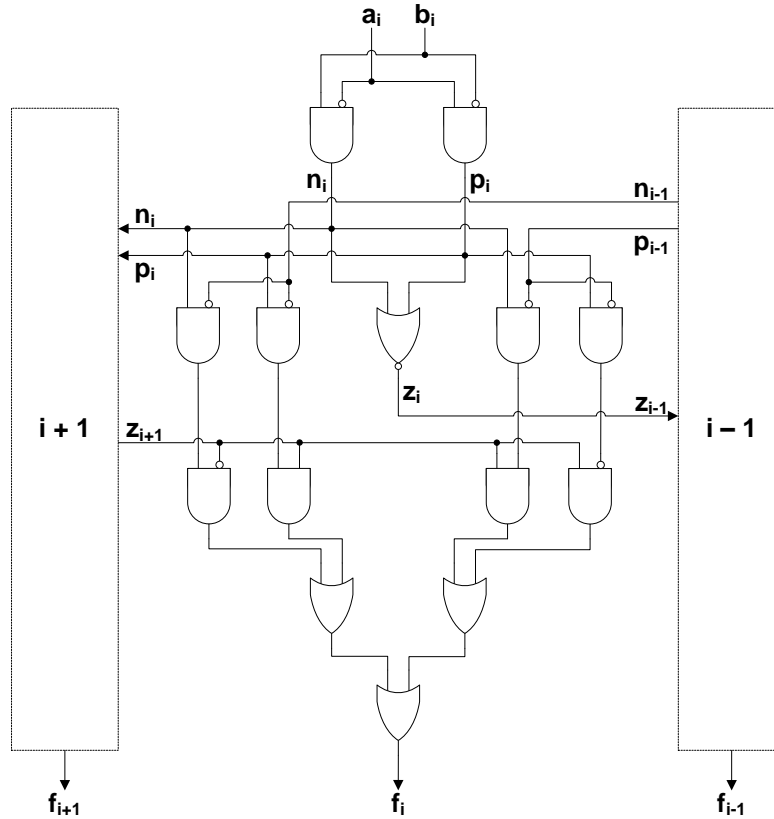 aᵢ bᵢ
nᵢ pᵢ nᵢ₋₁
nᵢ pᵢ₋₁
pᵢ
zᵢ zᵢ₋₁
i + 1 zᵢ₊₁ i – 1
fᵢ₊₁ fᵢ fᵢ₋₁